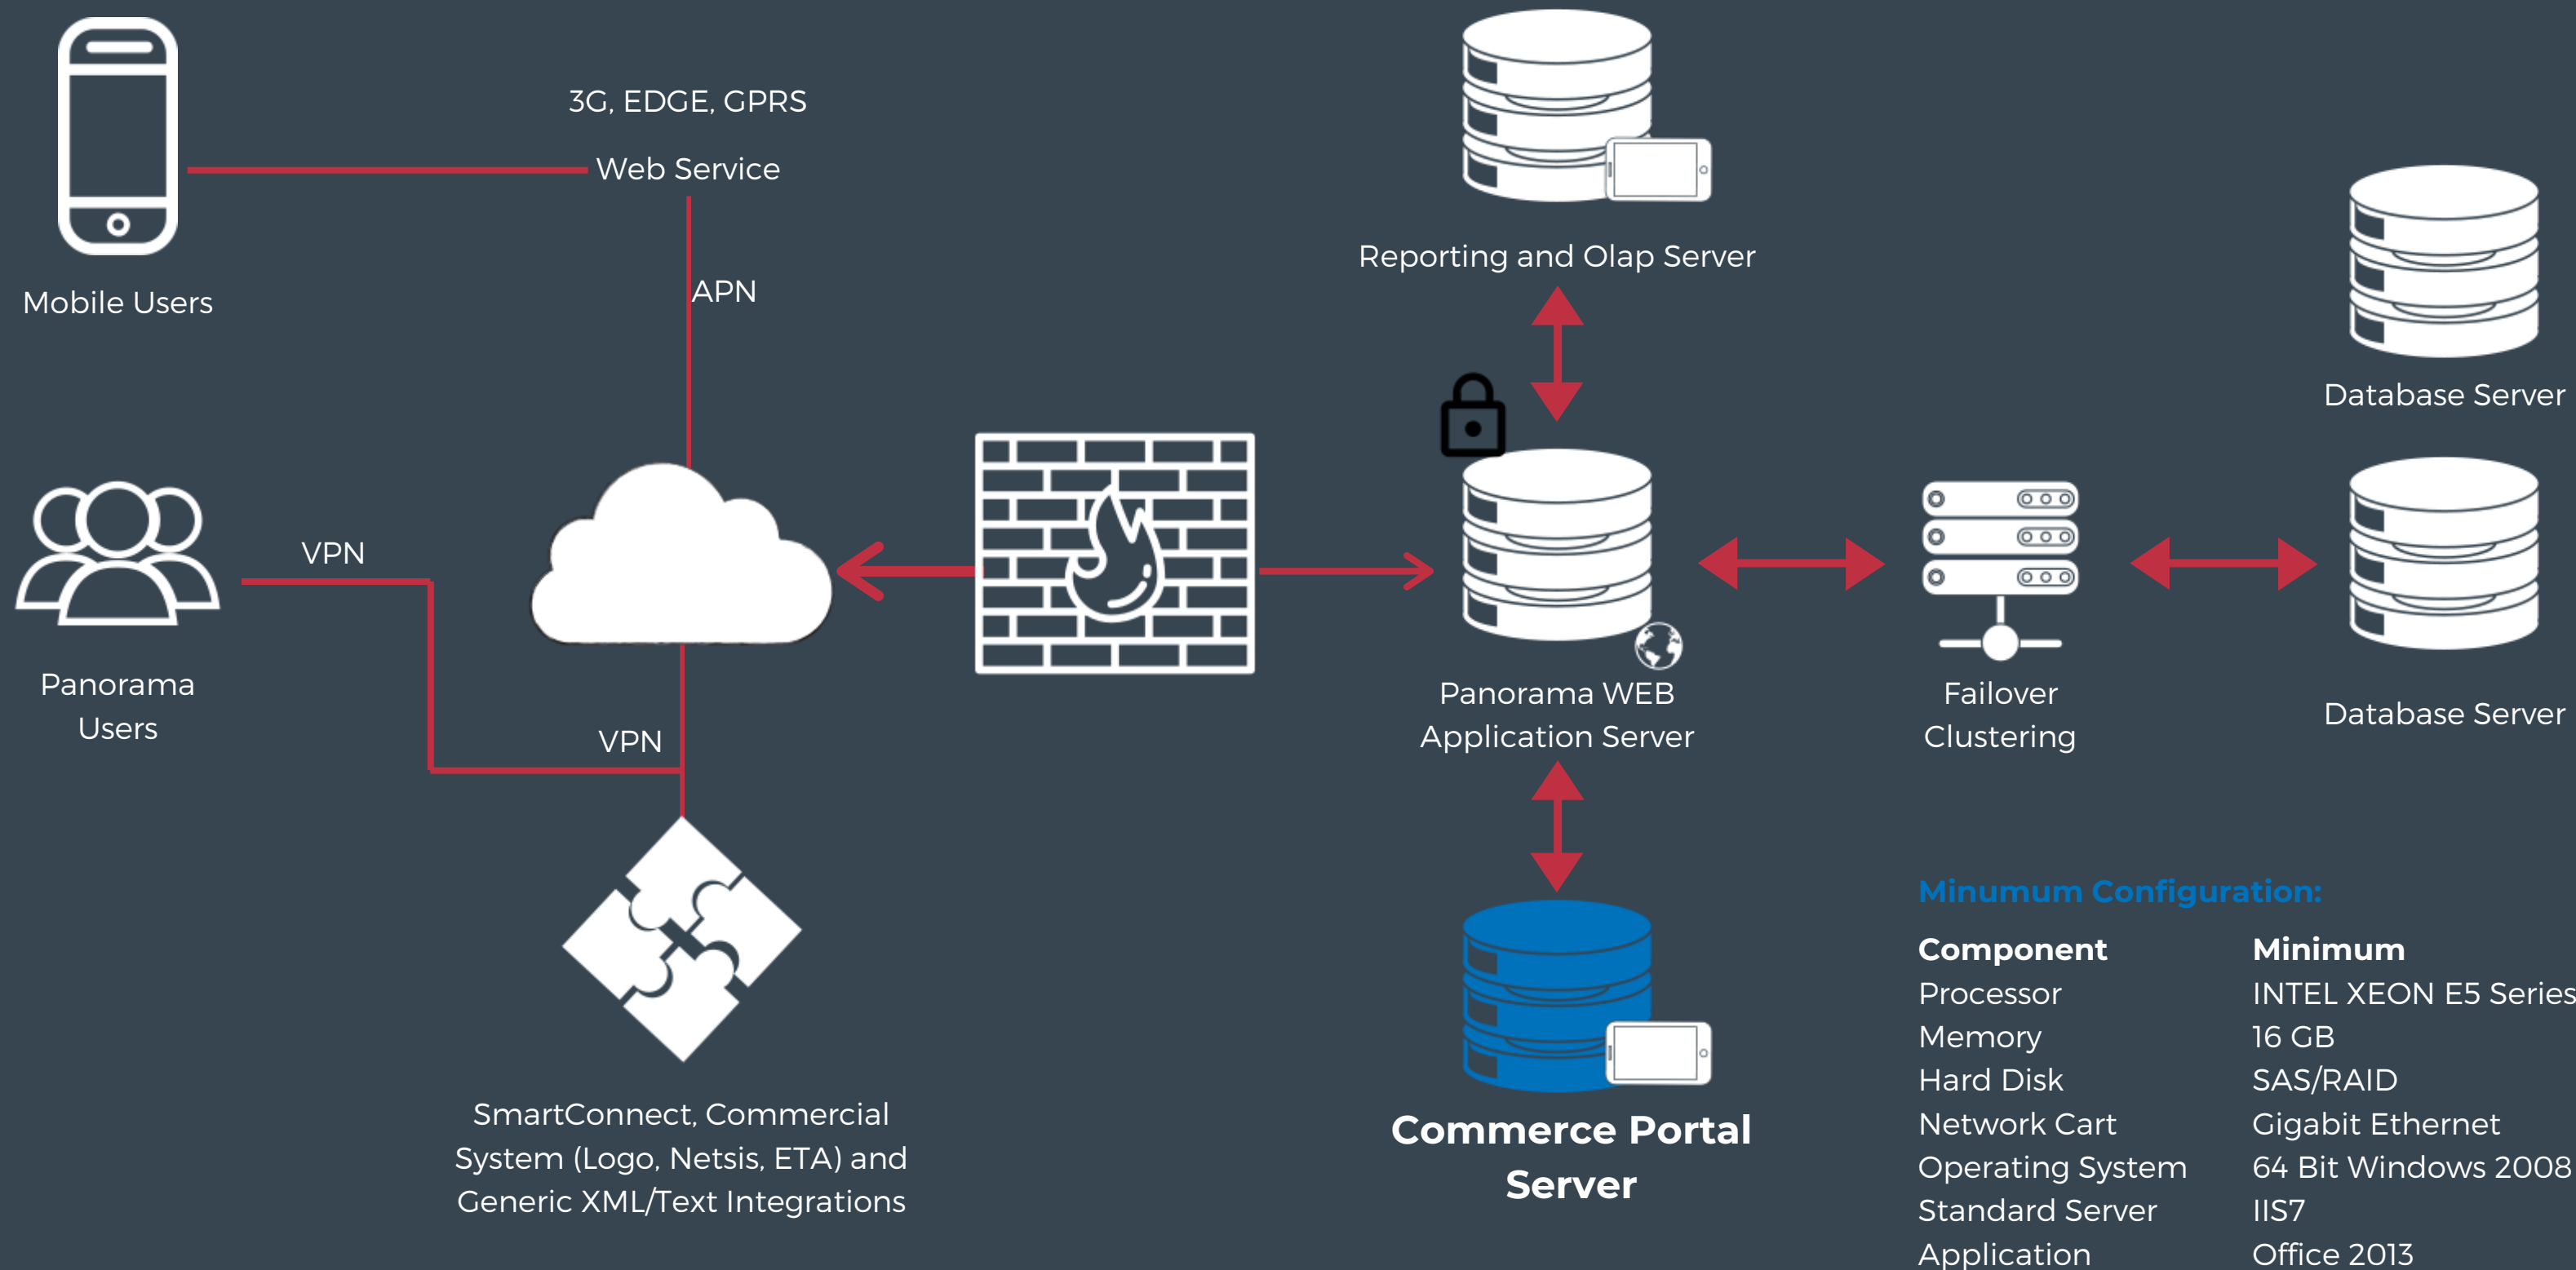 3G, EDGE, GPRS
Web Service
APN
Mobile Users
Reporting and Olap Server
Database Server
VPN
Panorama
Users
VPN
Panorama WEB
Application Server
Failover
Clustering
Database Server
SmartConnect, Commercial
System (Logo, Netsis, ETA) and
Generic XML/Text Integrations
Commerce Portal
Server
Minumum Configuration:
Component Minimum
Processor INTEL XEON E5 Series
Memory 16 GB
Hard Disk SAS/RAID
Network Cart Gigabit Ethernet
Operating System 64 Bit Windows 2008
Standard Server IIS7
Application Office 2013